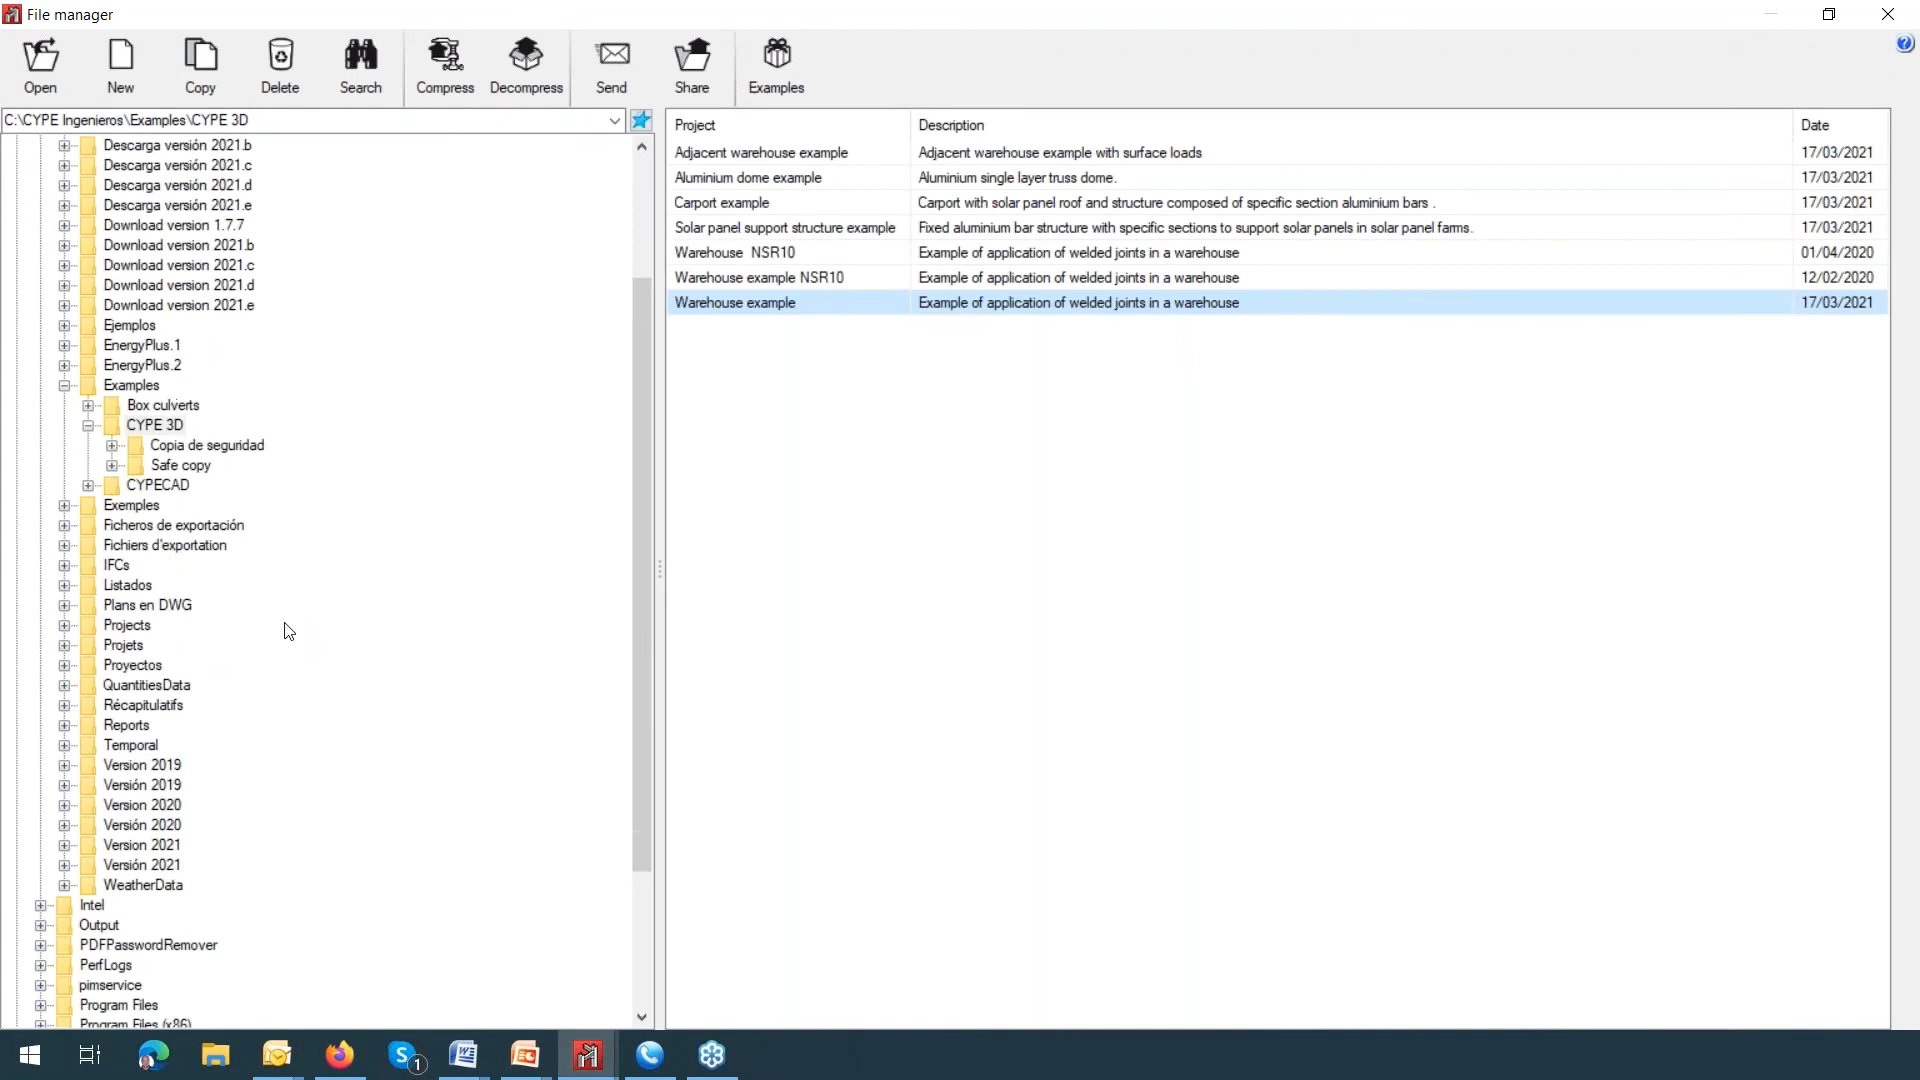 File manager
Open
New
Copy
Delete
Search
Compress
Decompress
Send
Share
Examples
C:\CYPE Ingenieros\Examples\CYPE 3D
Descarga versión 2021.b
Descarga versión 2021.c
Descarga versión 2021.d
Descarga versión 2021.e
Download version 1.7.7
Download version 2021.b
Download version 2021.c
Download version 2021.d
Download version 2021.e
Ejemplos
EnergyPlus.1
EnergyPlus.2
Examples
Box culverts
CYPE 3D
Copia de seguridad
Safe copy
CYPECAD
Exemples
Ficheros de exportación
Fichiers d'exportation
IFCs
Listados
Plans en DWG
Projects
Projets
Proyectos
QuantitiesData
Récapitulatifs
Reports
Temporal
Version 2019
Versión 2019
Version 2020
Versión 2020
Version 2021
Versión 2021
WeatherData
Intel
Output
PDFPasswordRemover
PerfLogs
pimservice
Program Files
Program Files (x86)
Project Description Date
Adjacent warehouse example Adjacent warehouse example with surface loads 17/03/2021
Aluminium dome example Aluminium single layer truss dome. 17/03/2021
Carport example Carport with solar panel roof and structure composed of specific section aluminium bars . 17/03/2021
Solar panel support structure example Fixed aluminium bar structure with specific sections to support solar panels in solar panel farms. 17/03/2021
Warehouse NSR10 Example of application of welded joints in a warehouse 01/04/2020
Warehouse example NSR10 Example of application of welded joints in a warehouse 12/02/2020
Warehouse example Example of application of welded joints in a warehouse 17/03/2021
1